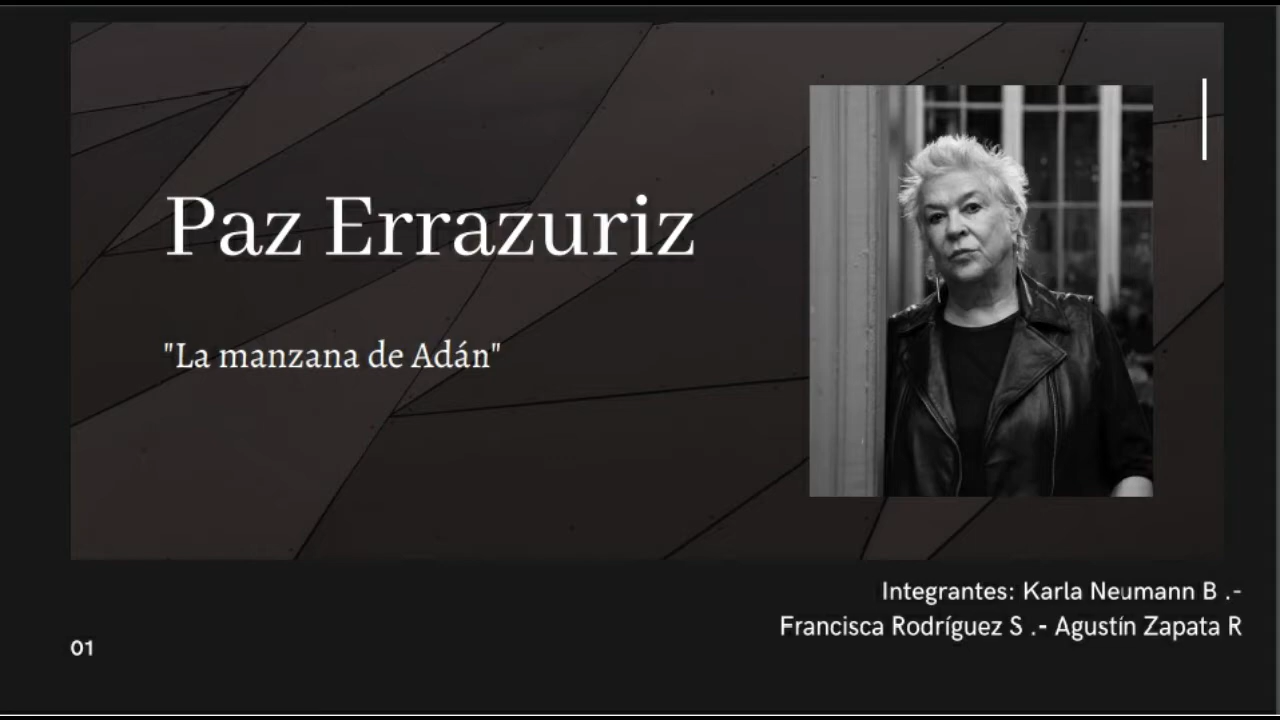 Paz Errazuriz
"La manzana de Adán"
Integrantes: Karla Neumann B .-
Francisca Rodríguez S .- Agustín Zapata R
01